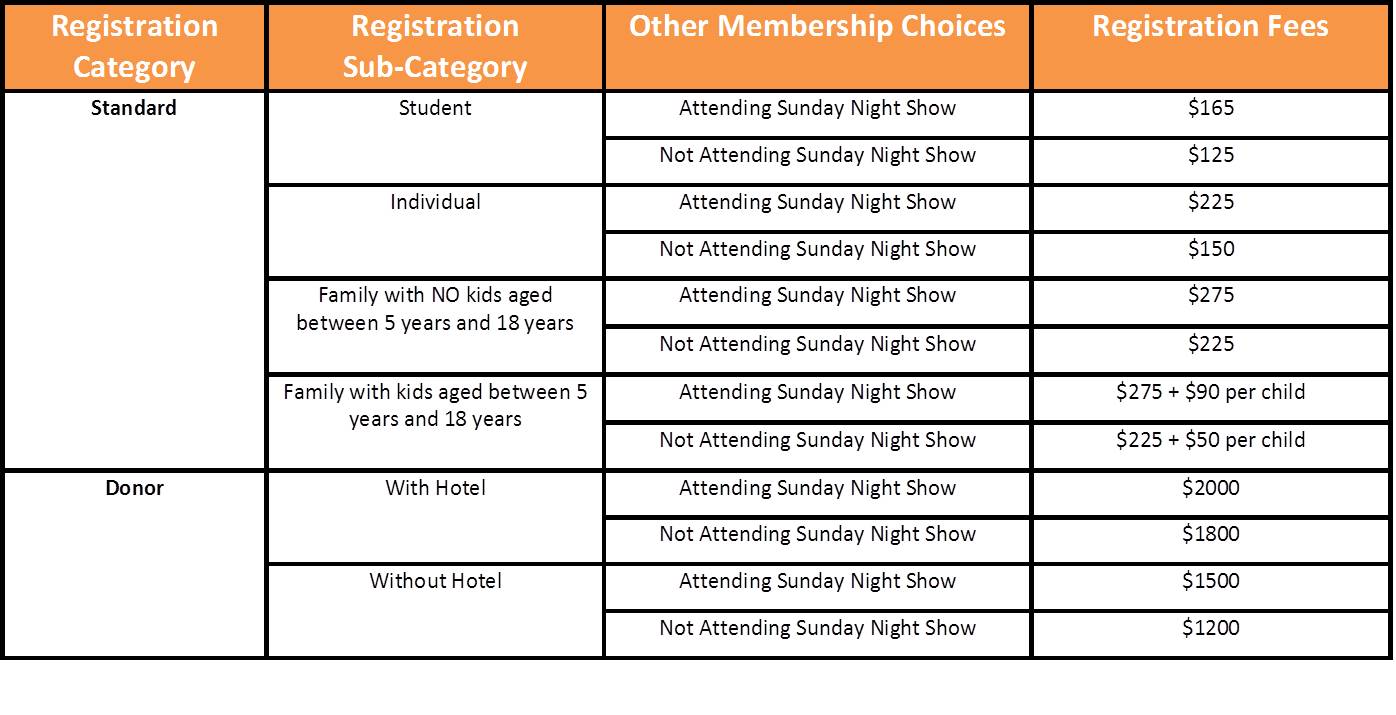 Registration Category
Registration Sub-Category
Other Membership Choices
Registration Fees
Standard
Student
Attending Sunday Night Show
$165
Not Attending Sunday Night Show
$125
Individual
Attending Sunday Night Show
$225
Not Attending Sunday Night Show
$150
Family with NO kids aged
between 5 years and 18 years
Attending Sunday Night Show
$275
Not Attending Sunday Night Show
$225
Family with kids aged between 5
years and 18 years
Attending Sunday Night Show
$275 + $90 per child
Not Attending Sunday Night Show
$225 + $50 per child
Donor
With Hotel
Attending Sunday Night Show
$2000
Not Attending Sunday Night Show
$1800
Without Hotel
Attending Sunday Night Show
$1500
Not Attending Sunday Night Show
$1200